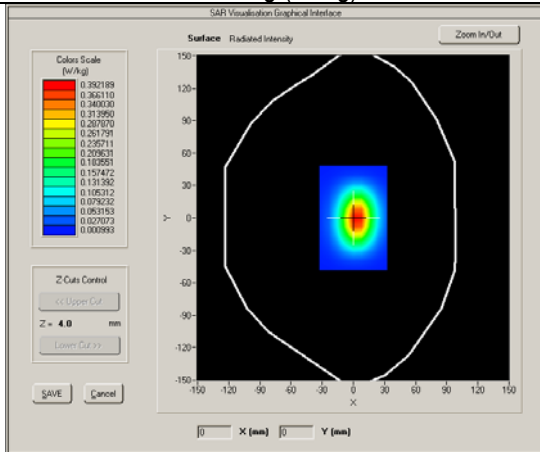 SAR Visualisation Graphical Interface
Surface Radiated Intensity
Zoom In/Out
Colors Scale
(W/kg)
0.392189
0.366110
0.340030
0.313950
0.287870
0.261791
0.235711
0.209631
0.183551
0.157472
0.131392
0.105312
0.079232
0.053153
0.027073
0.000993
150
120
90
60
30
0
-30
-60
-90
-120
-150
Y
-150 -120 -90 -60 -30 0 30 60 90 120 150
X
Z Cuts Control
<< Upper Cut
Z = 4.0 mm
Lower Cut >>
SAVE Cancel
0 X (mm) 0 Y (mm)